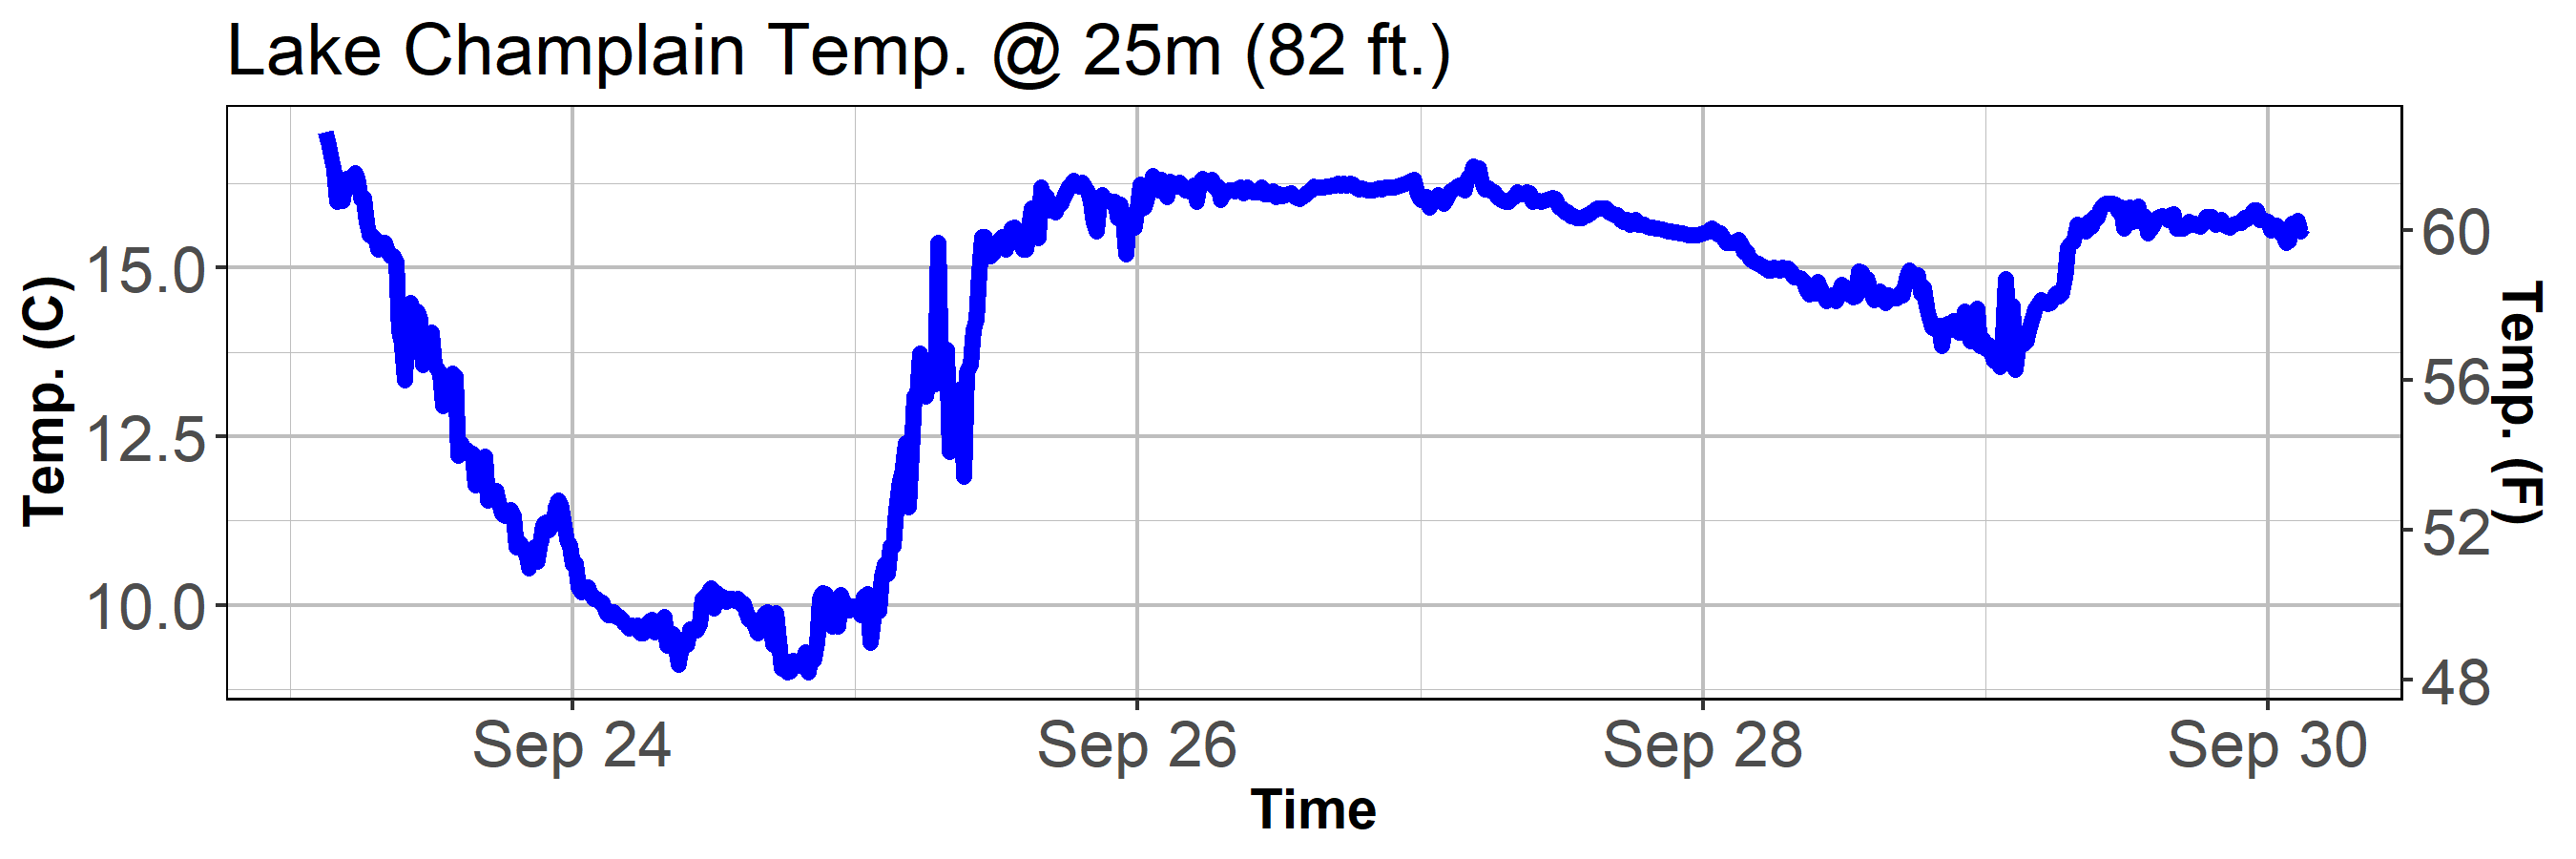 Lake Champlain Temp. @ 25m (82 ft.)
Temp. (C)
15.0
12.5
10.0
60
56
52
48
Temp. (F)
Sep 24
Sep 26
Sep 28
Sep 30
Time